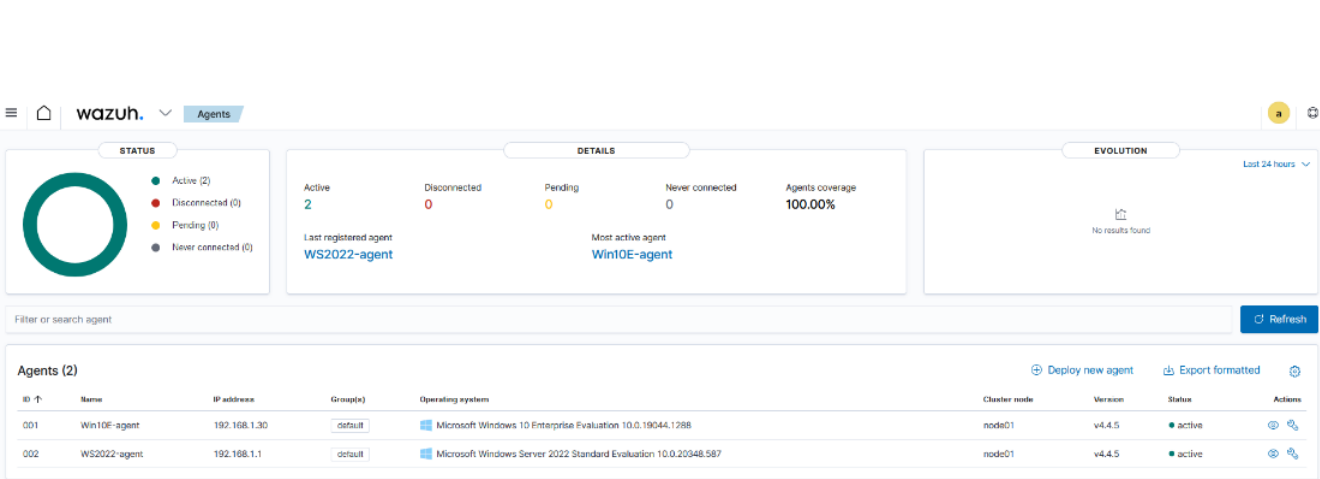 wazuh. Agents a
STATUS
Active (2)
Disconnected (0)
Pending (0)
Never connected (0)
DETAILS
Active Disconnected Pending Never connected Agents coverage
2 0 0 0 100.00%
Last registered agent Most active agent
WS2022-agent Win10E-agent
EVOLUTION
Last 24 hours
No results found
Filter or search agent Refresh
Agents (2) Deploy new agent Export formatted
ID Name IP address Group(s) Operating system Cluster node Version Status Actions
001 Win10E-agent 192.168.1.30 default Microsoft Windows 10 Enterprise Evaluation 10.0.19044.1288 node01 v4.4.5 active
002 WS2022-agent 192.168.1.1 default Microsoft Windows Server 2022 Standard Evaluation 10.0.20348.587 node01 v4.4.5 active